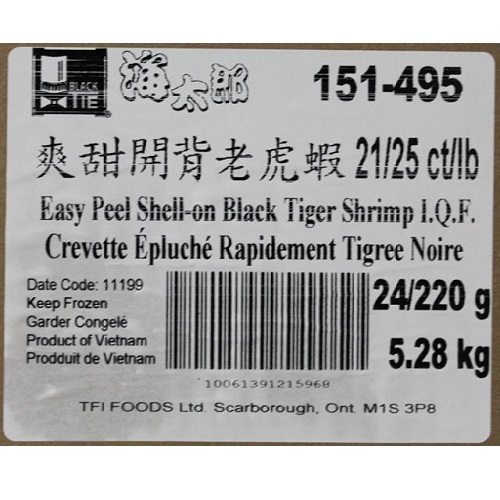 BLACK TIE
海太郎
151-495
爽甜開背老虎蝦 21/25 ct/lb
Easy Peel Shell-on Black Tiger Shrimp I.Q.F.
Crevette Épluché Rapidement Tigree Noire
Date Code: 11199
Keep Frozen
Garder Congelé
Product of Vietnam
Prodduit de Vietnam
24/220 g
5.28 kg
10061391215968
TFI FOODS Ltd. Scarborough, Ont. M1S 3P8